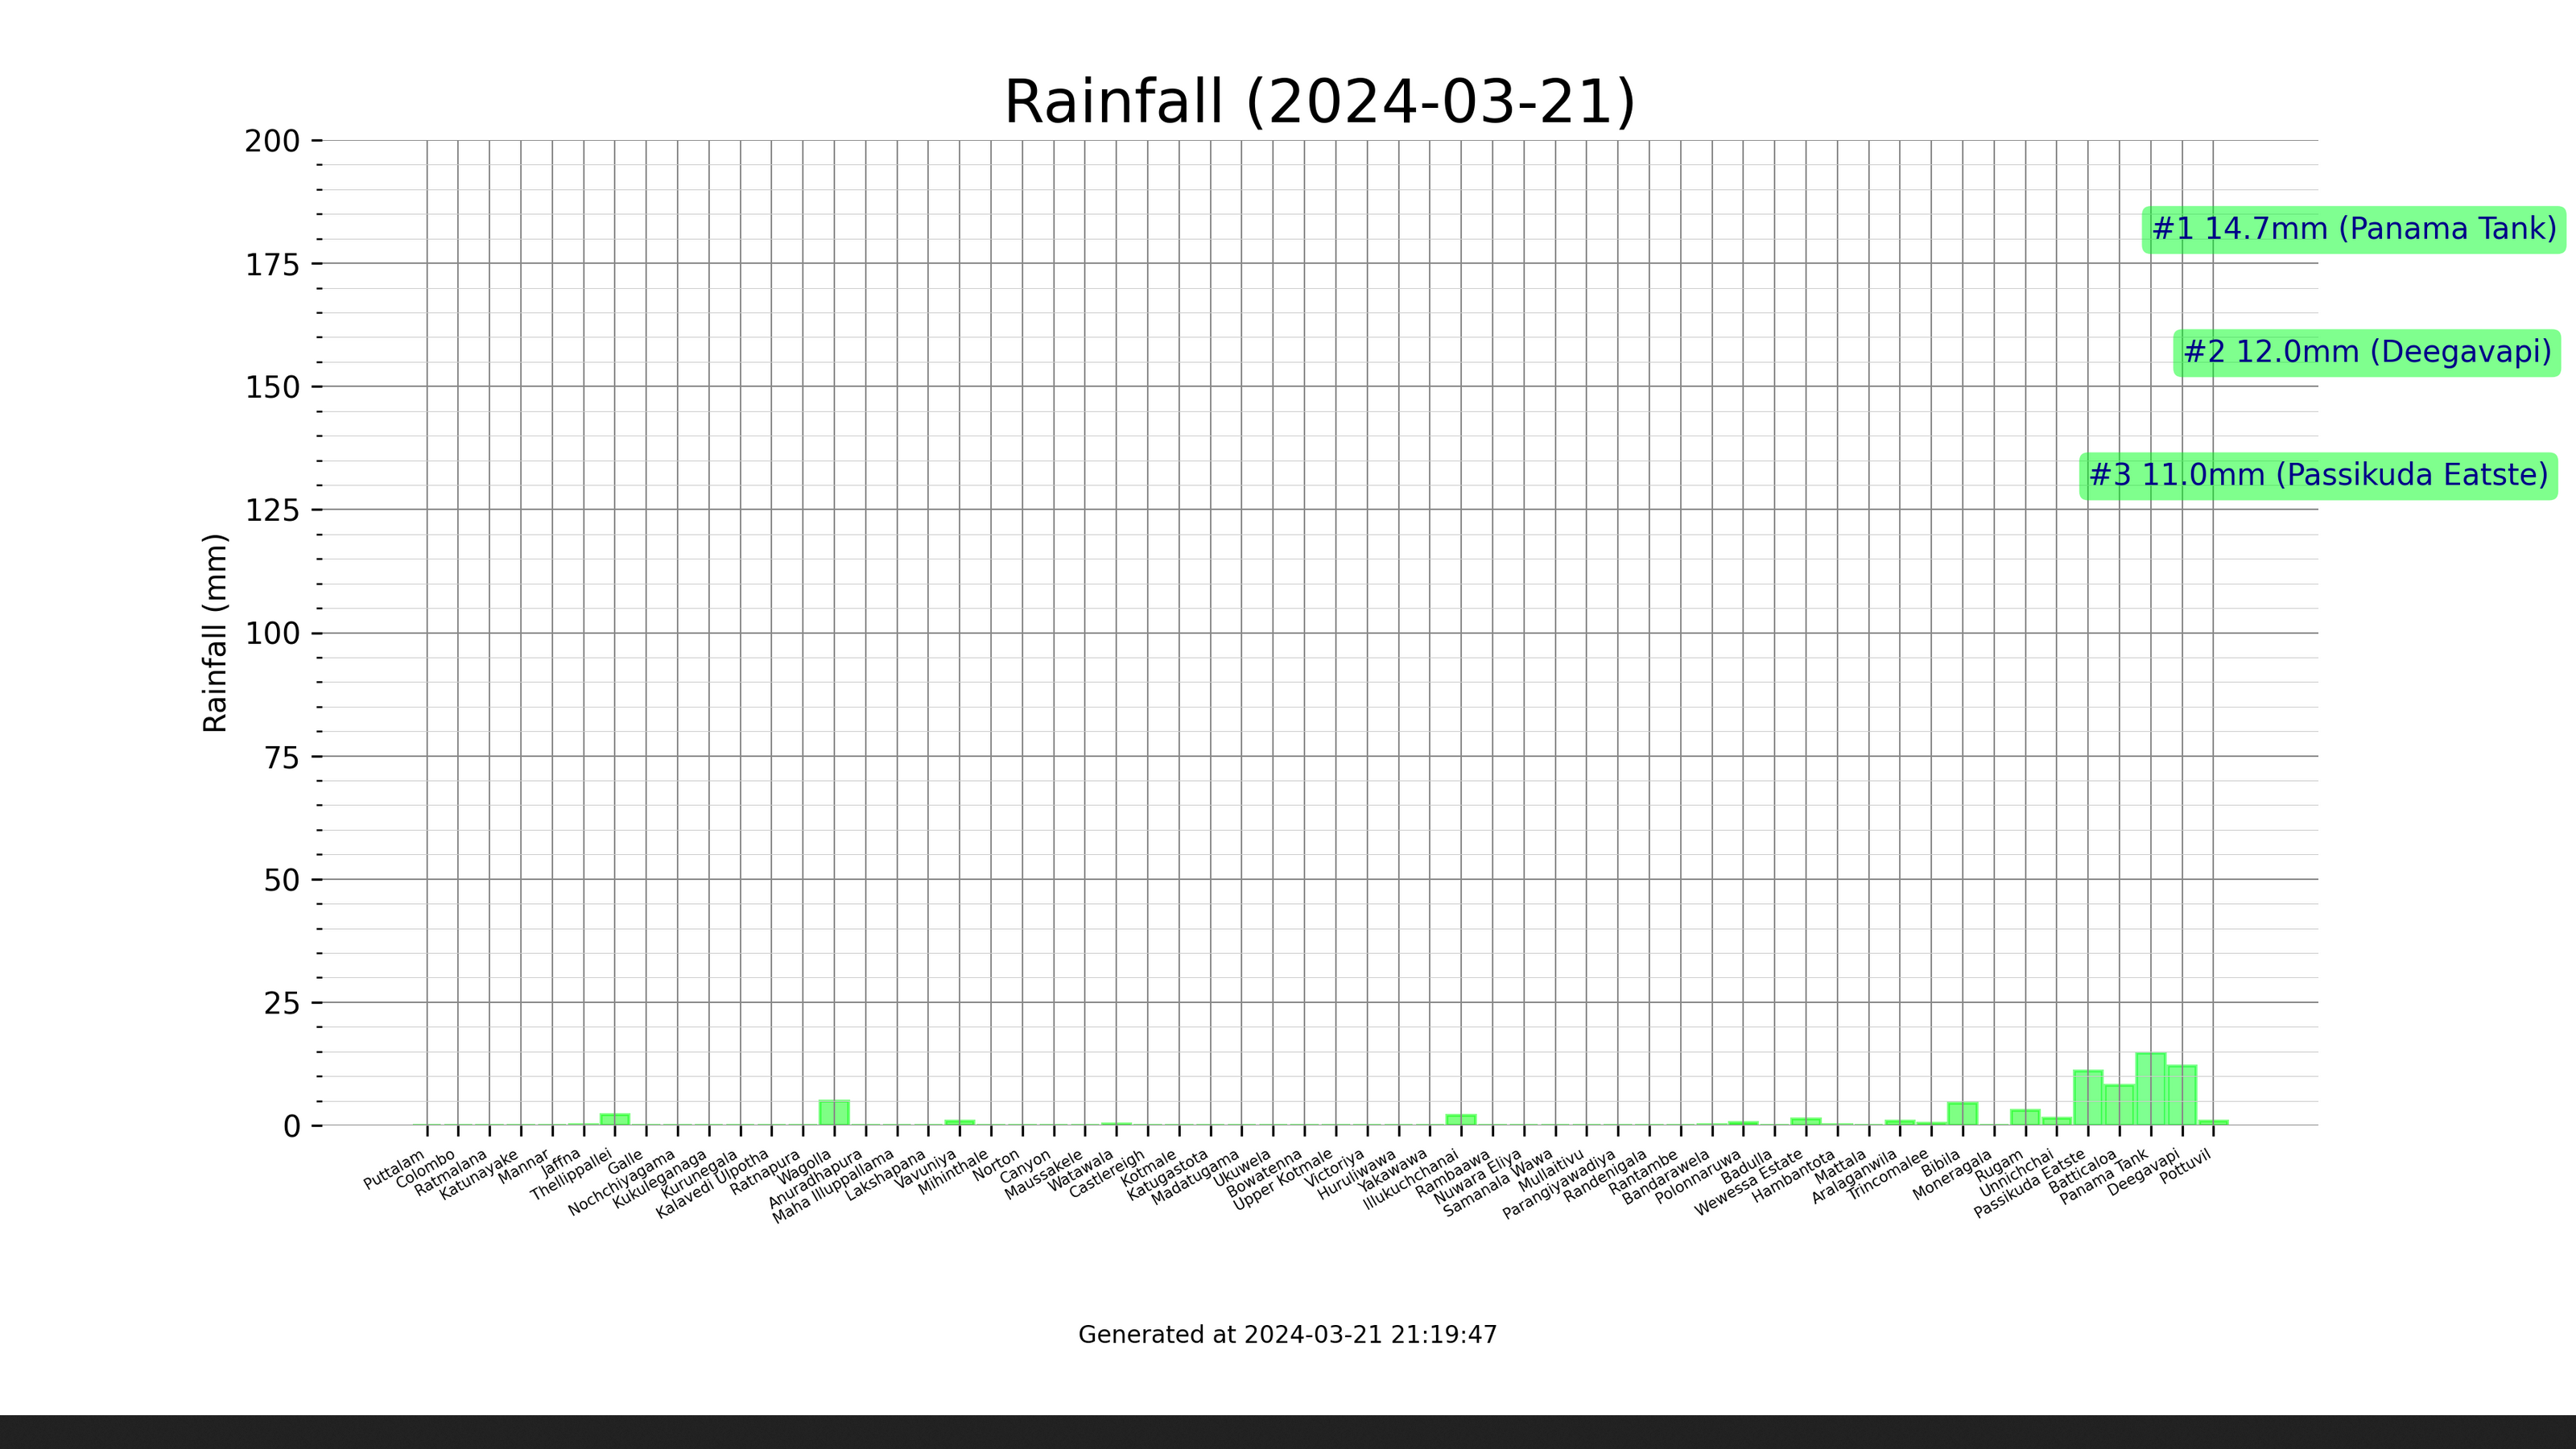 Rainfall (2024-03-21)
200
175
150
125
100
75
50
25
0
Rainfall (mm)
#1 14.7mm (Panama Tank)
#2 12.0mm (Deegavapi)
#3 11.0mm (Passikuda Eatste)
Puttalam
Colombo
Ratmalana
Katunayake
Mannar
Jaffna
Thellippallei
Galle
Nochchiyagama
Kukuleganaga
Kurunegala
Kalavedi Ulpotha
Ratnapura
Wagolla
Anuradhapura
Maha Illuppallama
Lakshapana
Vavuniya
Mihinthale
Norton
Canyon
Maussakele
Watawala
Castlereigh
Kotmale
Katugastota
Madatugama
Ukuwela
Bowatenna
Upper Kotmale
Victoriya
Huruliwawa
Yakawawa
Illukuchchanai
Rambaawa
Nuwara Eliya
Samanala Wawa
Mullaitivu
Parangiyawadiya
Randenigala
Rantambe
Bandarawela
Polonnaruwa
Badulla
Wewessa Estate
Hambantota
Mattala
Aralaganwila
Trincomalee
Bibila
Moneragala
Rugam
Unnichchai
Passikuda Eatste
Batticaloa
Panama Tank
Deegavapi
Pottuvil
Generated at 2024-03-21 21:19:47